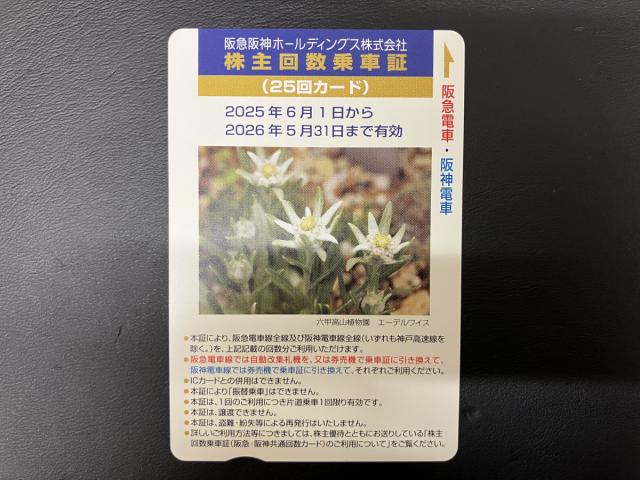 阪急阪神ホールディングス株式会社
株主回数乗車証
（25回カード）
2025年6月1日から
2026年5月31日まで有効
阪急電車・阪神電車
六甲高山植物園 エーデルワイス
●本証により、阪急電車線全線及び阪神電車線全線（いずれも神戸高速線を
除く。）を、上記記載の回数分ご利用いただけます。
●阪急電車線では自動改札機を、又は券売機で乗車証に引き換えて、
阪神電車線では券売機で乗車証に引き換えて、それぞれご利用ください。
●ICカードとの併用はできません。
●本証により「振替乗車」はできません。
●本証は、1回のご利用につき片道乗車1回限り有効です。
●本証は、譲渡できません。
●本証は、盗難・紛失等による再発行はいたしません。
●詳しいご利用方法等につきましては、株主優待とともにお送りしている「株主
回数乗車証（阪急・阪神共通回数カード）のご利用について」をご覧ください。